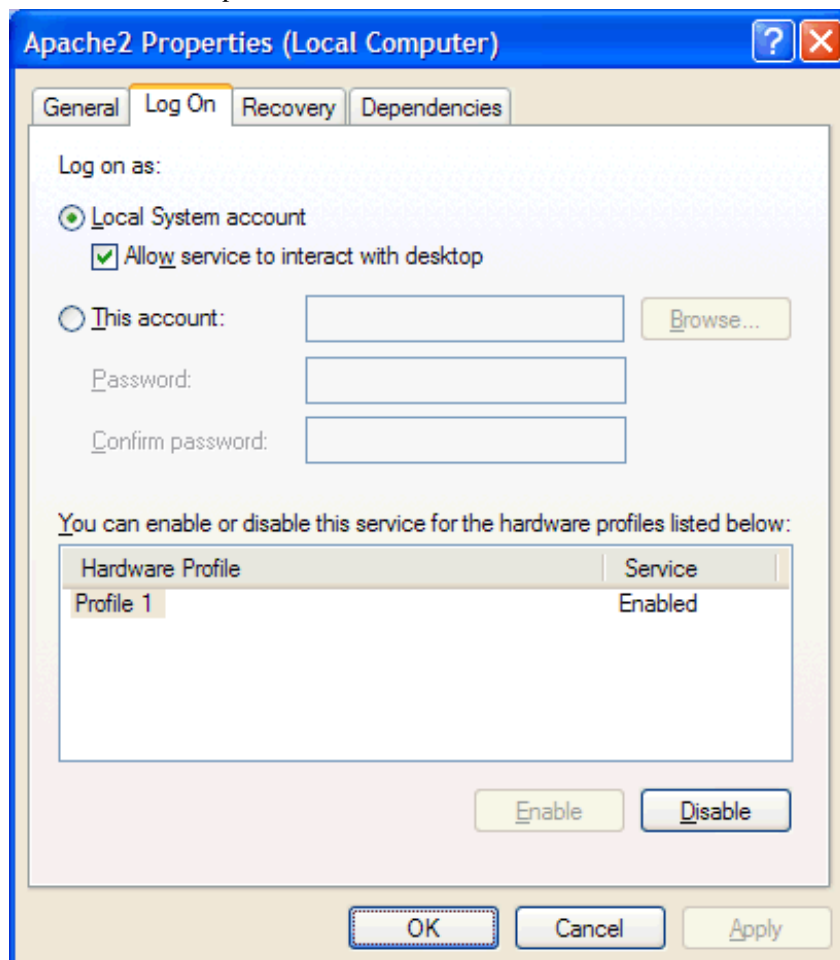 Apache2 Properties (Local Computer)
General Log On Recovery Dependencies
Log on as:
Local System account
Allow service to interact with desktop
This account: Browse...
Password:
Confirm password:
You can enable or disable this service for the hardware profiles listed below:
Hardware Profile Service
Profile 1 Enabled
Enable Disable
OK Cancel Apply